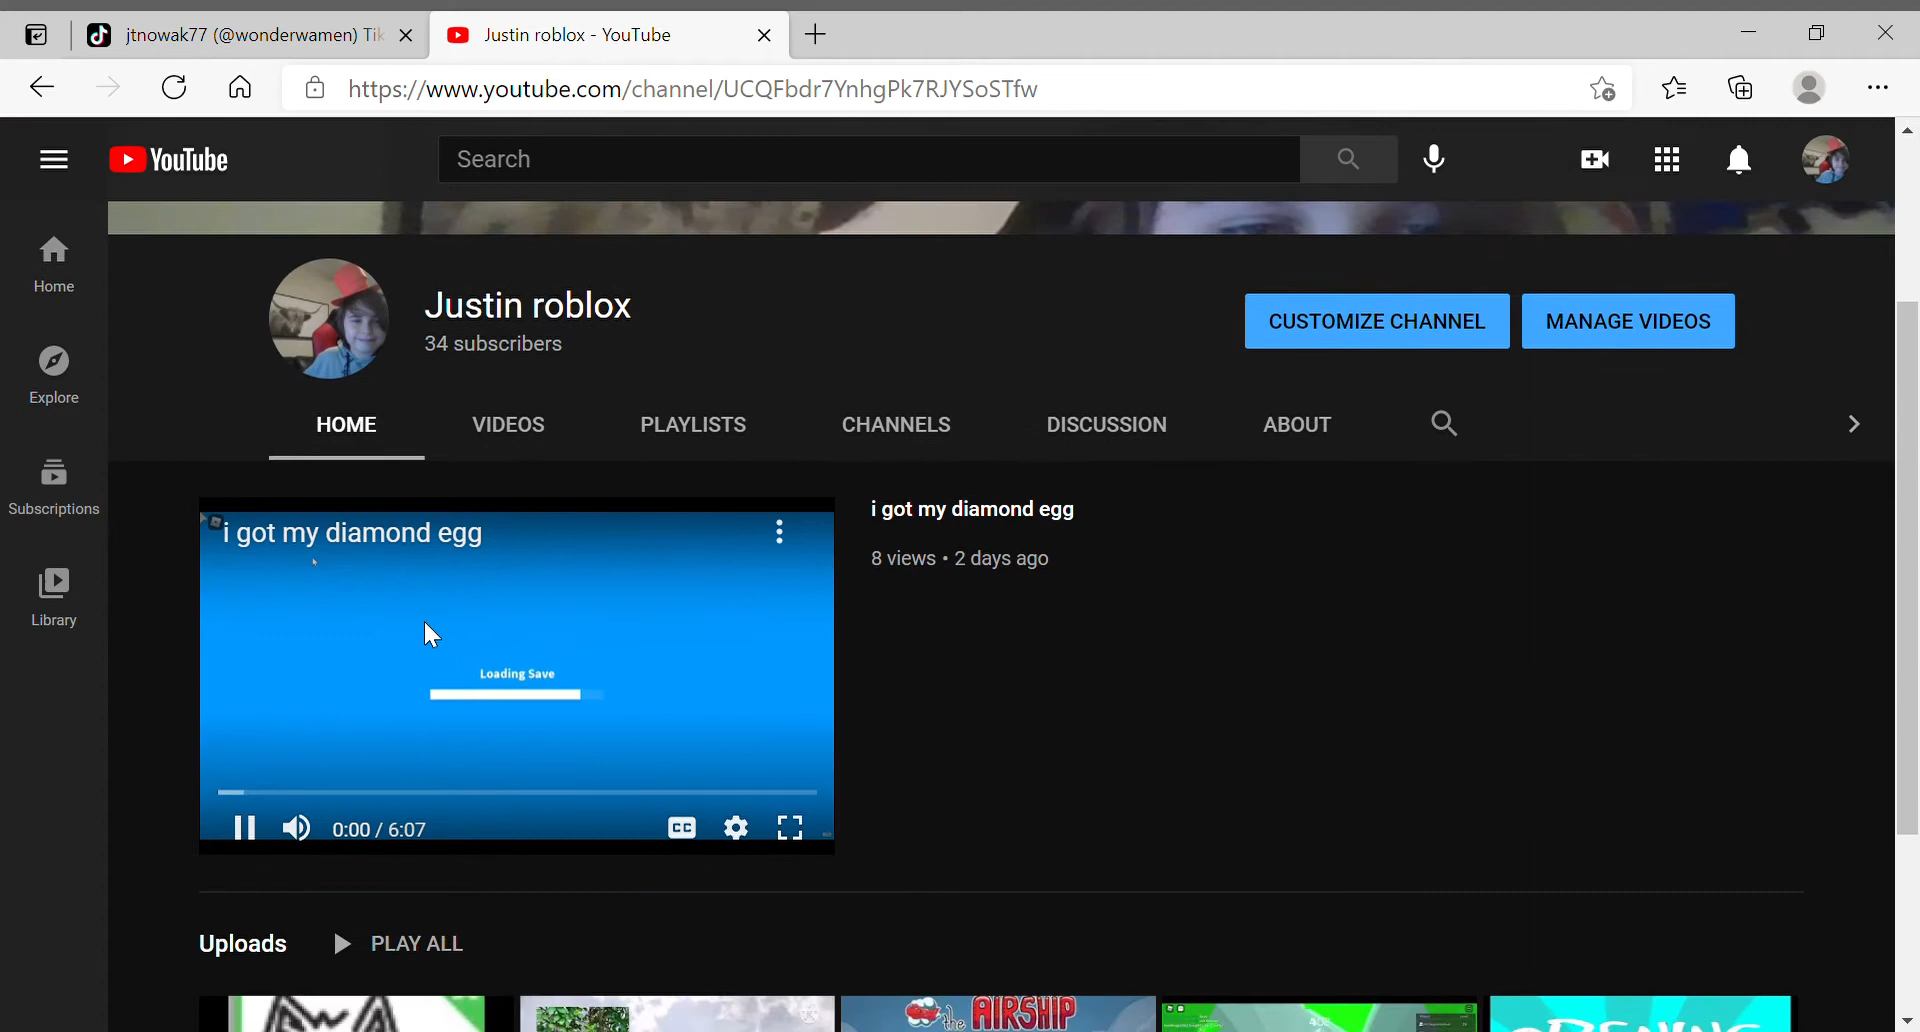 jtnowak77 (@wonderwamen) Tik
Justin roblox - YouTube
https://www.youtube.com/channel/UCQFbdr7YnhgPk7RJYSoSTfw
YouTube
Search
Home
Explore
Subscriptions
Library
Justin roblox
34 subscribers
CUSTOMIZE CHANNEL
MANAGE VIDEOS
HOME VIDEOS PLAYLISTS CHANNELS DISCUSSION ABOUT
i got my diamond egg
Loading Save
0:00 / 6:07
CC
i got my diamond egg
8 views • 2 days ago
Uploads
PLAY ALL
the AIRSHIP